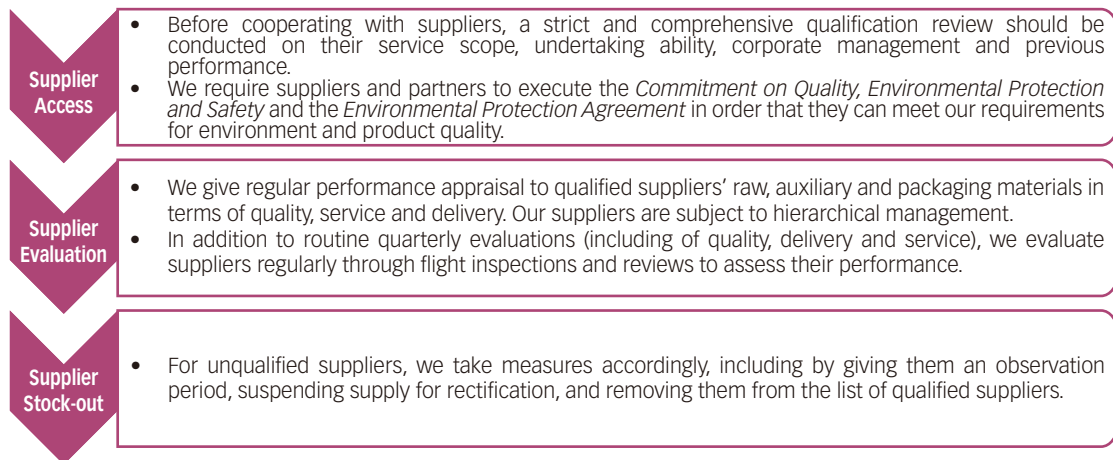 Supplier
Access
• Before cooperating with suppliers, a strict and comprehensive qualification review should be
conducted on their service scope, undertaking ability, corporate management and previous
performance.
• We require suppliers and partners to execute the Commitment on Quality, Environmental Protection
and Safety and the Environmental Protection Agreement in order that they can meet our requirements
for environment and product quality.
Supplier
Evaluation
• We give regular performance appraisal to qualified suppliers’ raw, auxiliary and packaging materials in
terms of quality, service and delivery. Our suppliers are subject to hierarchical management.
• In addition to routine quarterly evaluations (including of quality, delivery and service), we evaluate
suppliers regularly through flight inspections and reviews to assess their performance.
Supplier
Stock-out
• For unqualified suppliers, we take measures accordingly, including by giving them an observation
period, suspending supply for rectification, and removing them from the list of qualified suppliers.